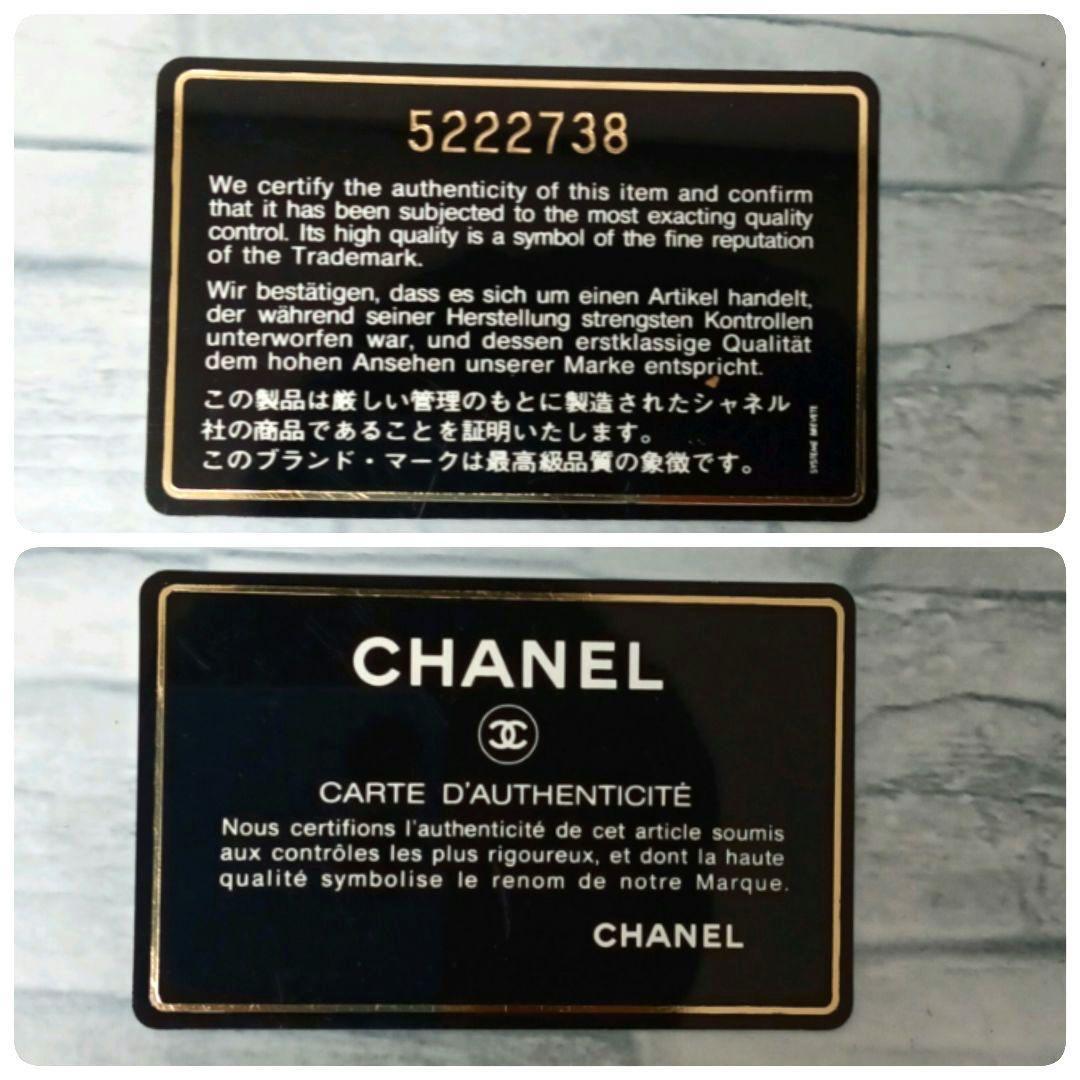 5222738
We certify the authenticity of this item and confirm
that it has been subjected to the most exacting quality
control. Its high quality is a symbol of the fine reputation
of the Trademark.
Wir bestätigen, dass es sich um einen Artikel handelt,
der während seiner Herstellung strengsten Kontrollen
unterworfen war, und dessen erstklassige Qualität
dem hohen Ansehen unserer Marke entspricht.
この製品は厳しい管理のもとに製造されたシャネル
社の商品であることを証明いたします。
このブランド・マークは最高級品質の象徴です。
SYSTEME BREVETE
CHANEL
CARTE D'AUTHENTICITÉ
Nous certifions l'authenticité de cet article soumis
aux contrôles les plus rigoureux, et dont la haute
qualité symbolise le renom de notre Marque.
CHANEL